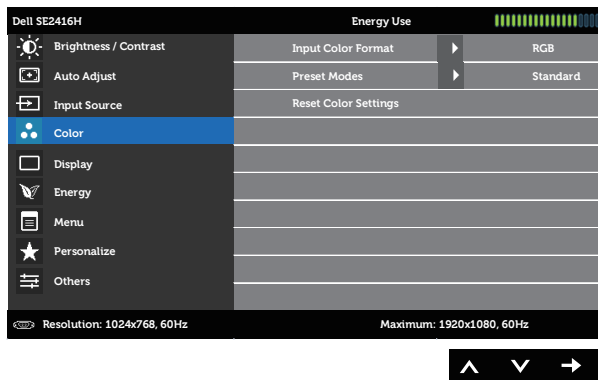 Dell SE2416H Energy Use
Brightness / Contrast Input Color Format RGB
Auto Adjust Preset Modes Standard
Input Source Reset Color Settings
Color
Display
Energy
Menu
Personalize
Others
Resolution: 1024x768, 60Hz Maximum: 1920x1080, 60Hz